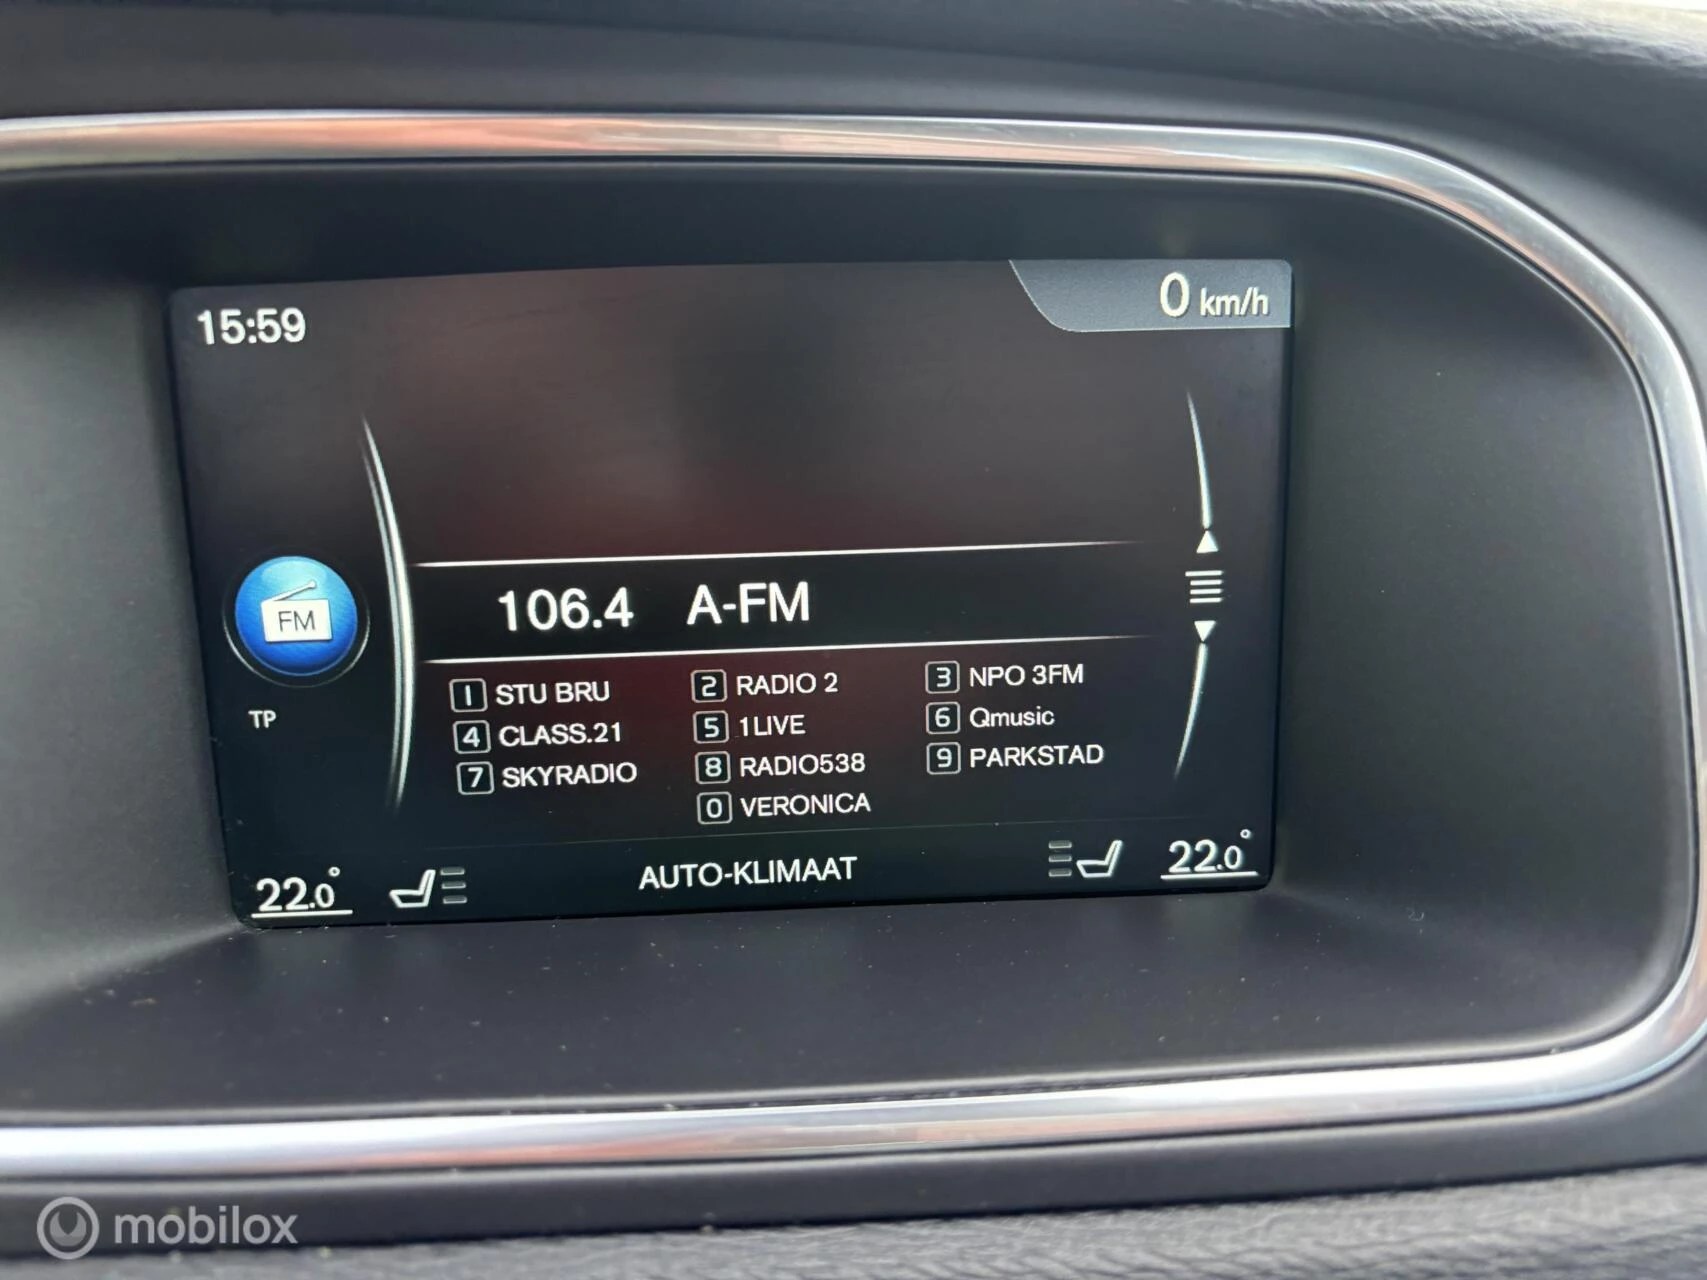 15:59
0 km/h
FM
106.4 A-FM
TP
1 STU BRU 2 RADIO 2 3 NPO 3FM
4 CLASS.21 5 1LIVE 6 Qmusic
7 SKYRADIO 8 RADIO538 9 PARKSTAD
0 VERONICA
22.0° AUTO-KLIMAAT 22.0°
mobilox